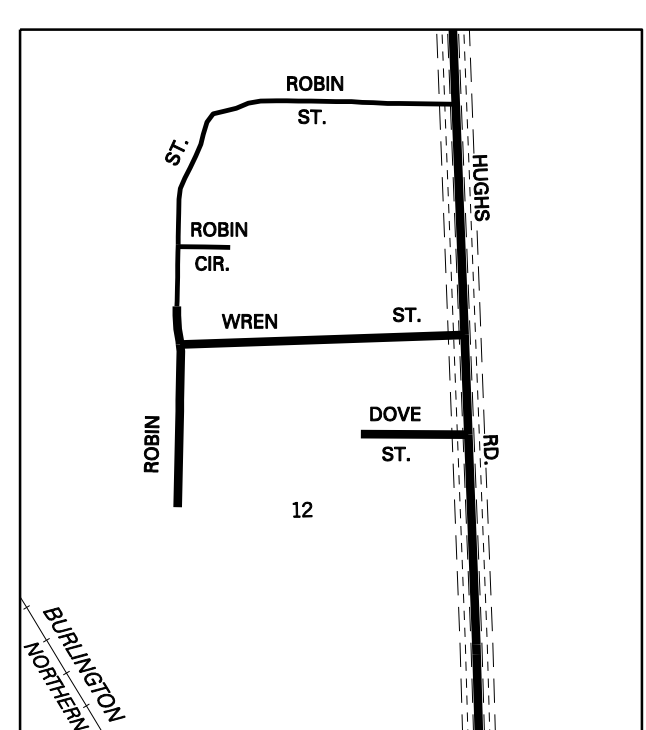 ROBIN
ST.
ST.
HUGHS
ROBIN
CIR.
WREN
ST.
DOVE
ST.
ROBIN
RD.
12
BURLINGTON
NORTHERN